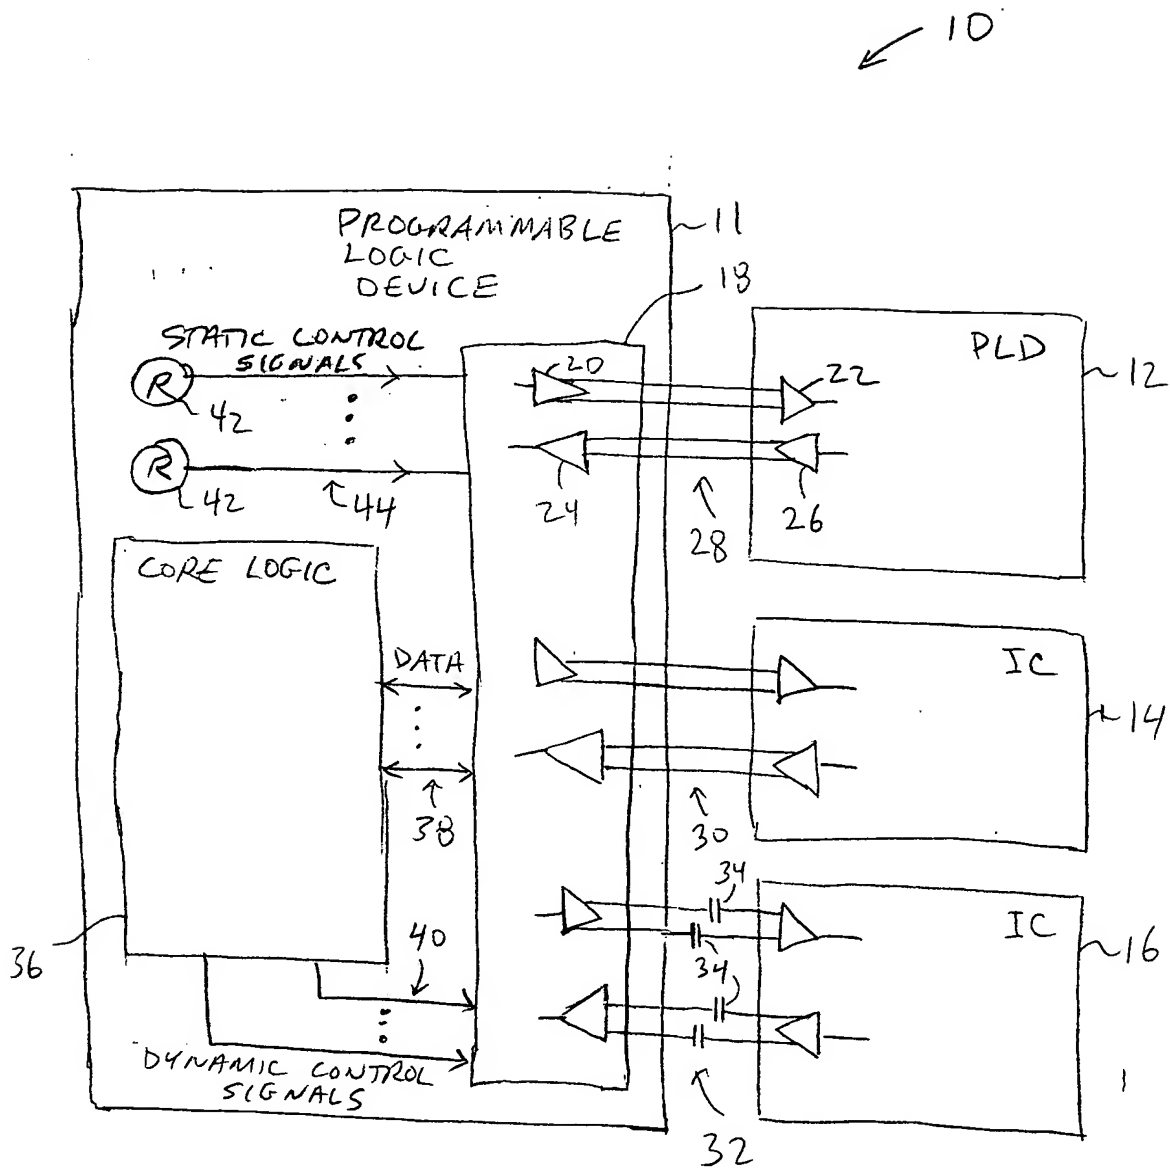 10
PROGRAMMABLE
LOGIC
DEVICE
11
18
STATIC CONTROL
SIGNALS
R
42
R
42
44
20
22
PLD
12
24
26
28
CORE LOGIC
DATA
38
IC
14
30
34
IC
40
34
16
36
DYNAMIC CONTROL
SIGNALS
32